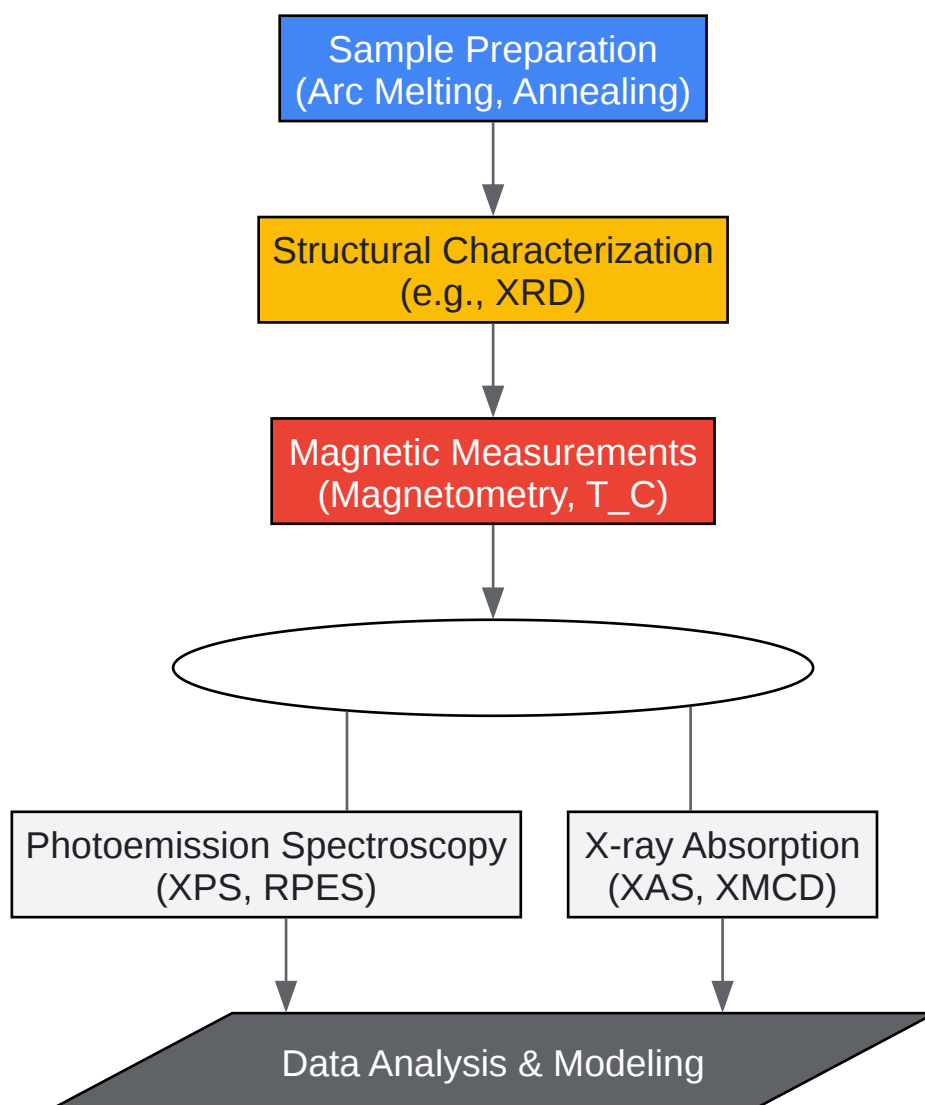 Sample Preparation
(Arc Melting, Annealing)
Structural Characterization
(e.g., XRD)
Magnetic Measurements
(Magnetometry, T_C)
Photoemission Spectroscopy
(XPS, RPES)
X-ray Absorption
(XAS, XMCD)
Data Analysis & Modeling